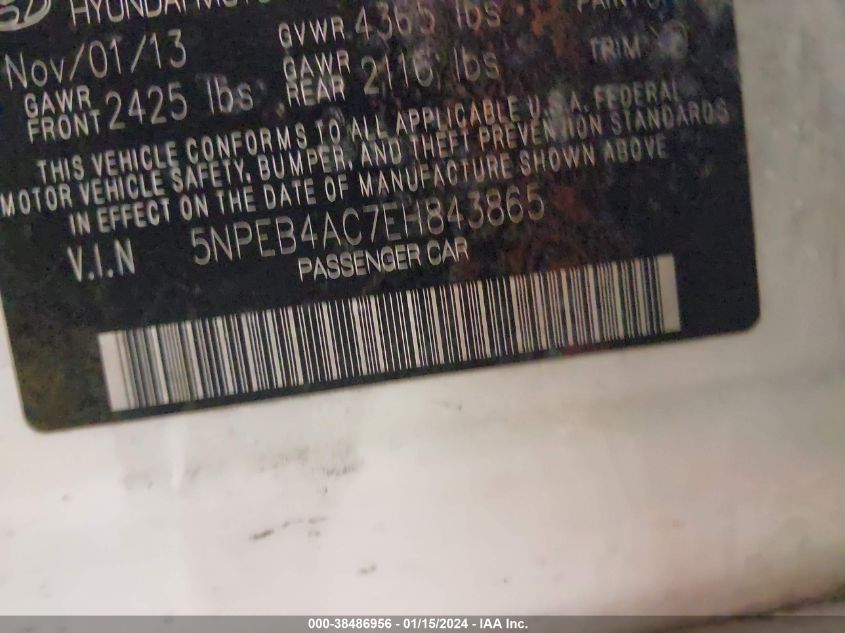 HYUNDAI MOTO
Nov/01/13 GVWR 4365 lbs
GAWR FRONT 2425 lbs GAWR REAR 2116 lbs TRIM
THIS VEHICLE CONFORMS TO ALL APPLICABLE U.S.A. FEDERAL
MOTOR VEHICLE SAFETY, BUMPER, AND THEFT PREVENTION STANDARDS
IN EFFECT ON THE DATE OF MANUFACTURE SHOWN ABOVE
V.I.N 5NPEB4AC7EH843865
PASSENGER CAR
000-38486956 - 01/15/2024 - IAA Inc.